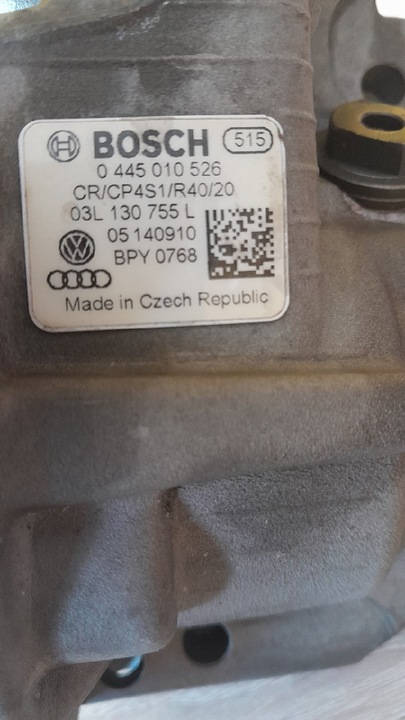 BOSCH 515
0 445 010 526
CR/CP4S1/R40/20
03L 130 755 L
05 140910
BPY 0768
Made in Czech Republic